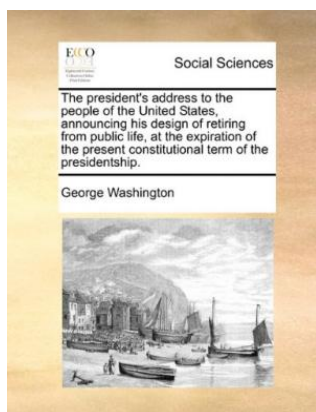 ECCO
Social Sciences
The president's address to the
people of the United States,
announcing his design of retiring
from public life, at the expiration of
the present constitutional term of the
presidentship.
George Washington